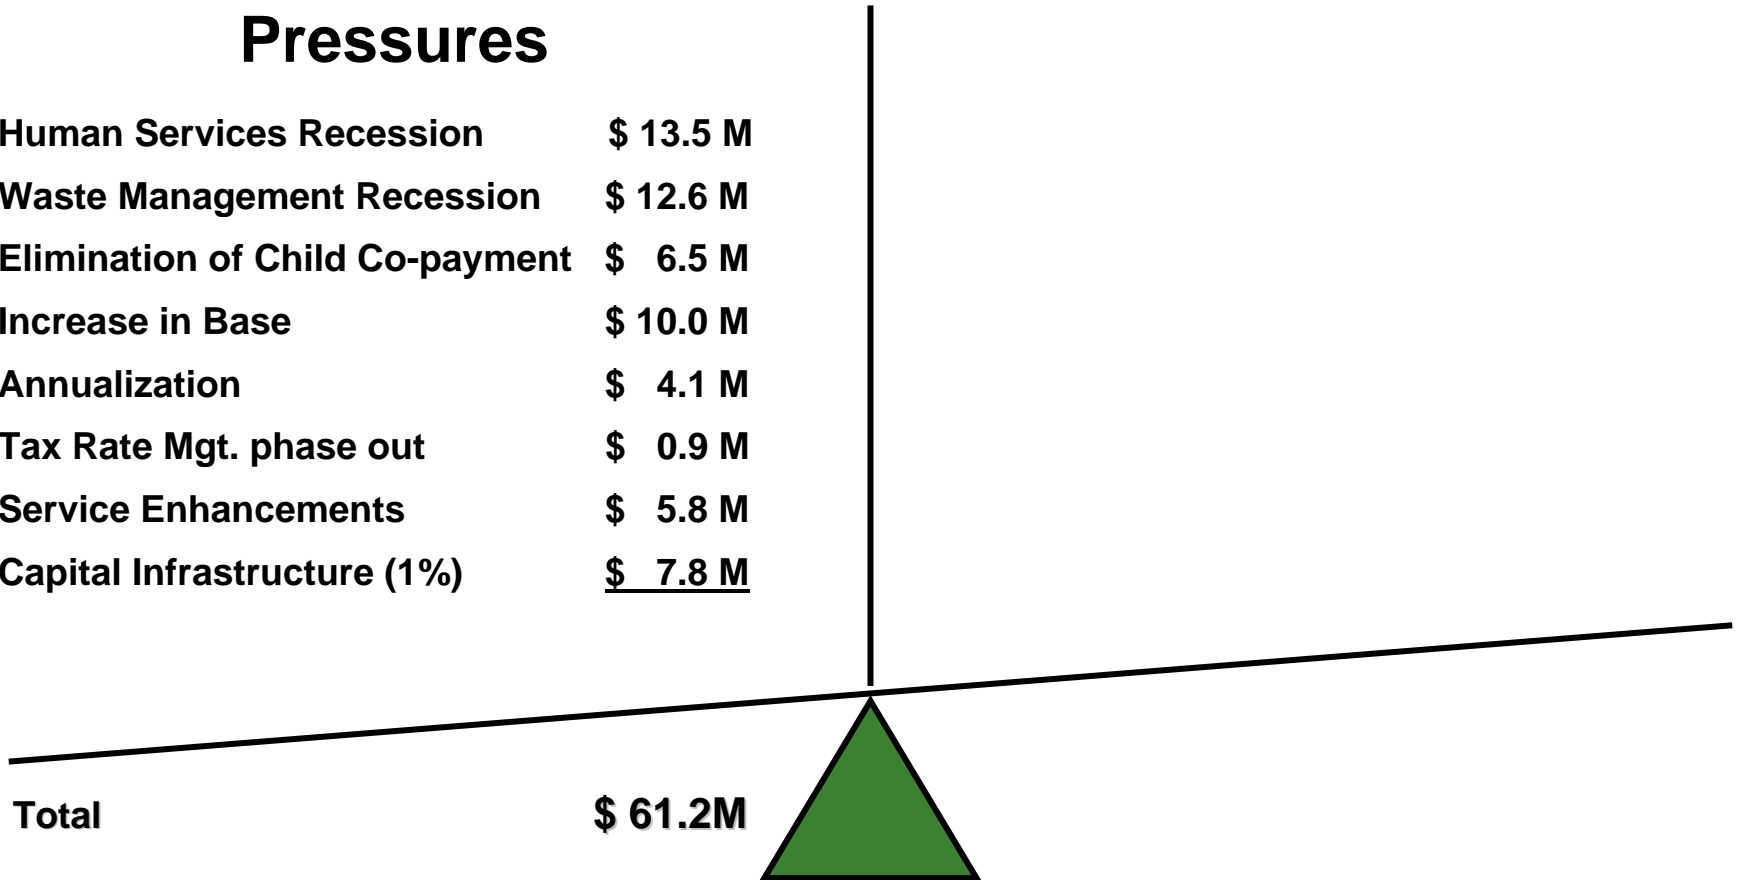 Pressures
Human Services Recession $ 13.5 M
Waste Management Recession $ 12.6 M
Elimination of Child Co-payment $ 6.5 M
Increase in Base $ 10.0 M
Annualization $ 4.1 M
Tax Rate Mgt. phase out $ 0.9 M
Service Enhancements $ 5.8 M
Capital Infrastructure (1%) $ 7.8 M
Total $ 61.2M